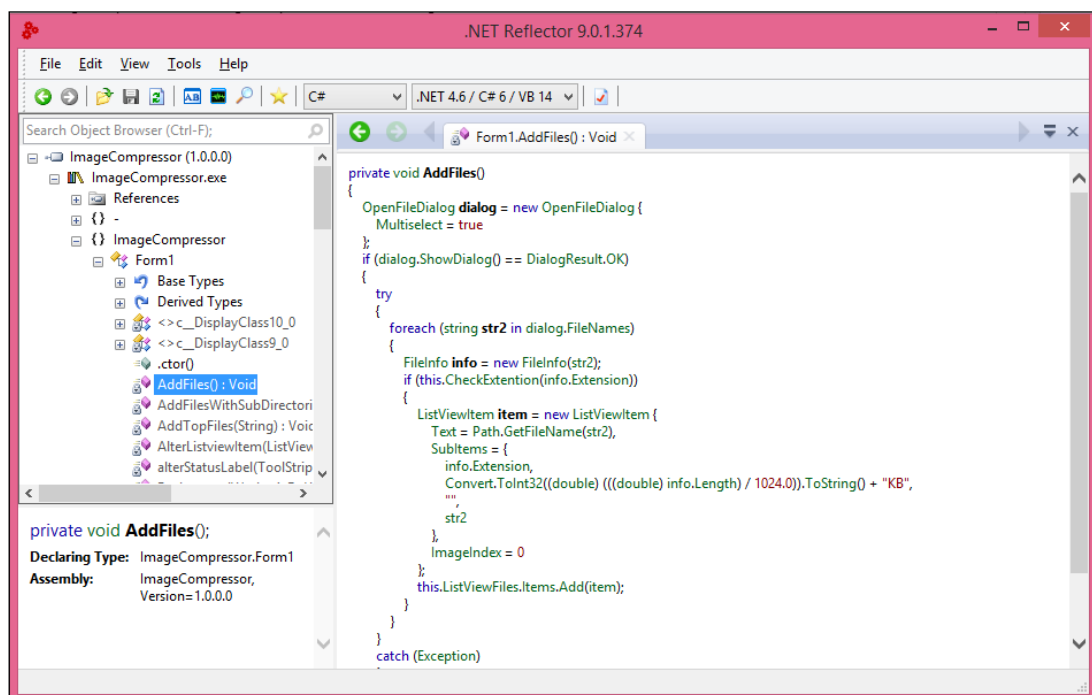 .NET Reflector 9.0.1.374
File Edit View Tools Help
C# .NET 4.6 / C# 6 / VB 14
Search Object Browser (Ctrl-F);
ImageCompressor (1.0.0.0)
ImageCompressor.exe
References
{} -
{} ImageCompressor
Form1
Base Types
Derived Types
<>c__DisplayClass10_0
<>c__DisplayClass9_0
.ctor()
AddFiles() : Void
AddFilesWithSubDirectori
AddTopFiles(String) : Voic
AlterListviewItem(ListView
alterStatusLabel(ToolStrip
private void AddFiles();
Declaring Type: ImageCompressor.Form1
Assembly: ImageCompressor,
Version=1.0.0.0
Form1.AddFiles() : Void
private void AddFiles()
{
OpenFileDialog dialog = new OpenFileDialog {
Multiselect = true
};
if (dialog.ShowDialog() == DialogResult.OK)
{
try
{
foreach (string str2 in dialog.FileNames)
{
FileInfo info = new FileInfo(str2);
if (this.CheckExtention(info.Extension))
{
ListViewItem item = new ListViewItem {
Text = Path.GetFileName(str2),
SubItems = {
info.Extension,
Convert.ToInt32((double) (((double) info.Length) / 1024.0)).ToString() + "KB",
"",
str2
},
ImageIndex = 0
};
this.ListViewFiles.Items.Add(item);
}
}
}
catch (Exception)